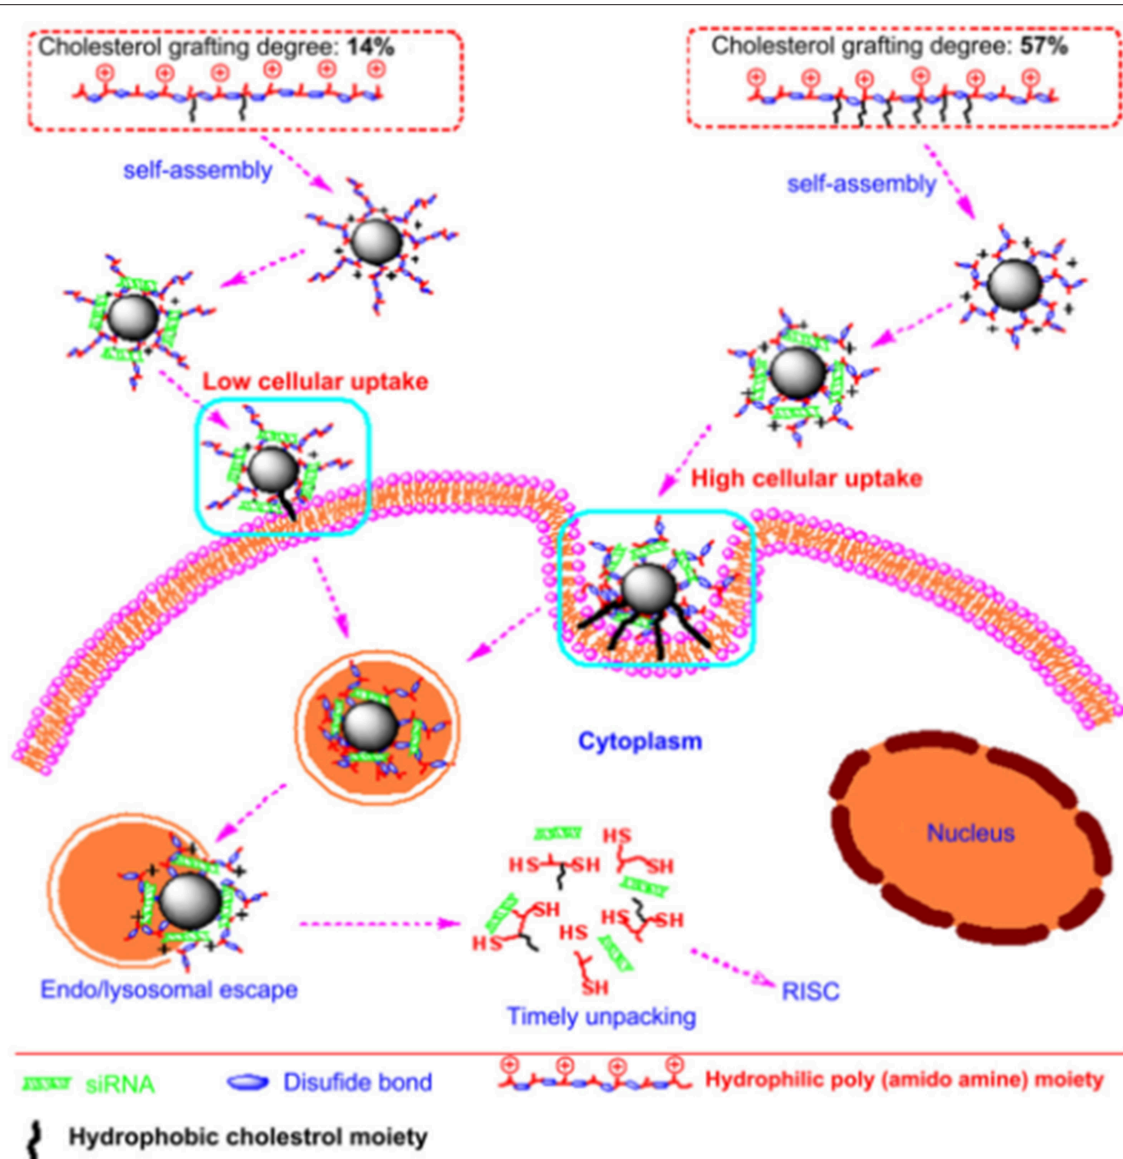 Cholesterol grafting degree: 14%
Cholesterol grafting degree: 57%
self-assembly
self-assembly
Low cellular uptake
High cellular uptake
Cytoplasm
Nucleus
HS
HS SH
SH
SH
HS SH
HS
HS
SH
Endo/lysosomal escape
RISC
Timely unpacking
siRNA
Disufide bond
Hydrophilic poly (amido amine) moiety
Hydrophobic cholestrol moiety